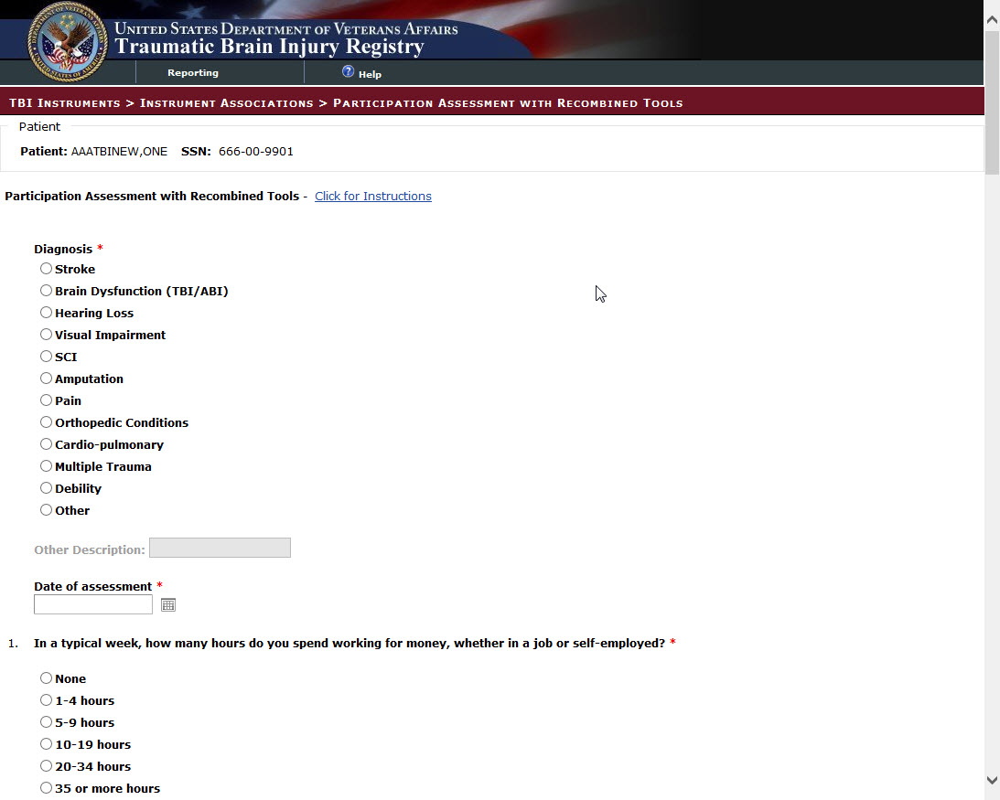 UNITED STATES DEPARTMENT OF VETERANS AFFAIRS
Traumatic Brain Injury Registry
Reporting
? Help
TBI INSTRUMENTS > INSTRUMENT ASSOCIATIONS > PARTICIPATION ASSESSMENT WITH RECOMBINED TOOLS
Patient
Patient: AAATBINEW,ONE SSN: 666-00-9901
Participation Assessment with Recombined Tools - Click for Instructions
Diagnosis *
Stroke
Brain Dysfunction (TBI/ABI)
Hearing Loss
Visual Impairment
SCI
Amputation
Pain
Orthopedic Conditions
Cardio-pulmonary
Multiple Trauma
Debility
Other
Other Description:
Date of assessment *
1. In a typical week, how many hours do you spend working for money, whether in a job or self-employed? *
None
1-4 hours
5-9 hours
10-19 hours
20-34 hours
35 or more hours